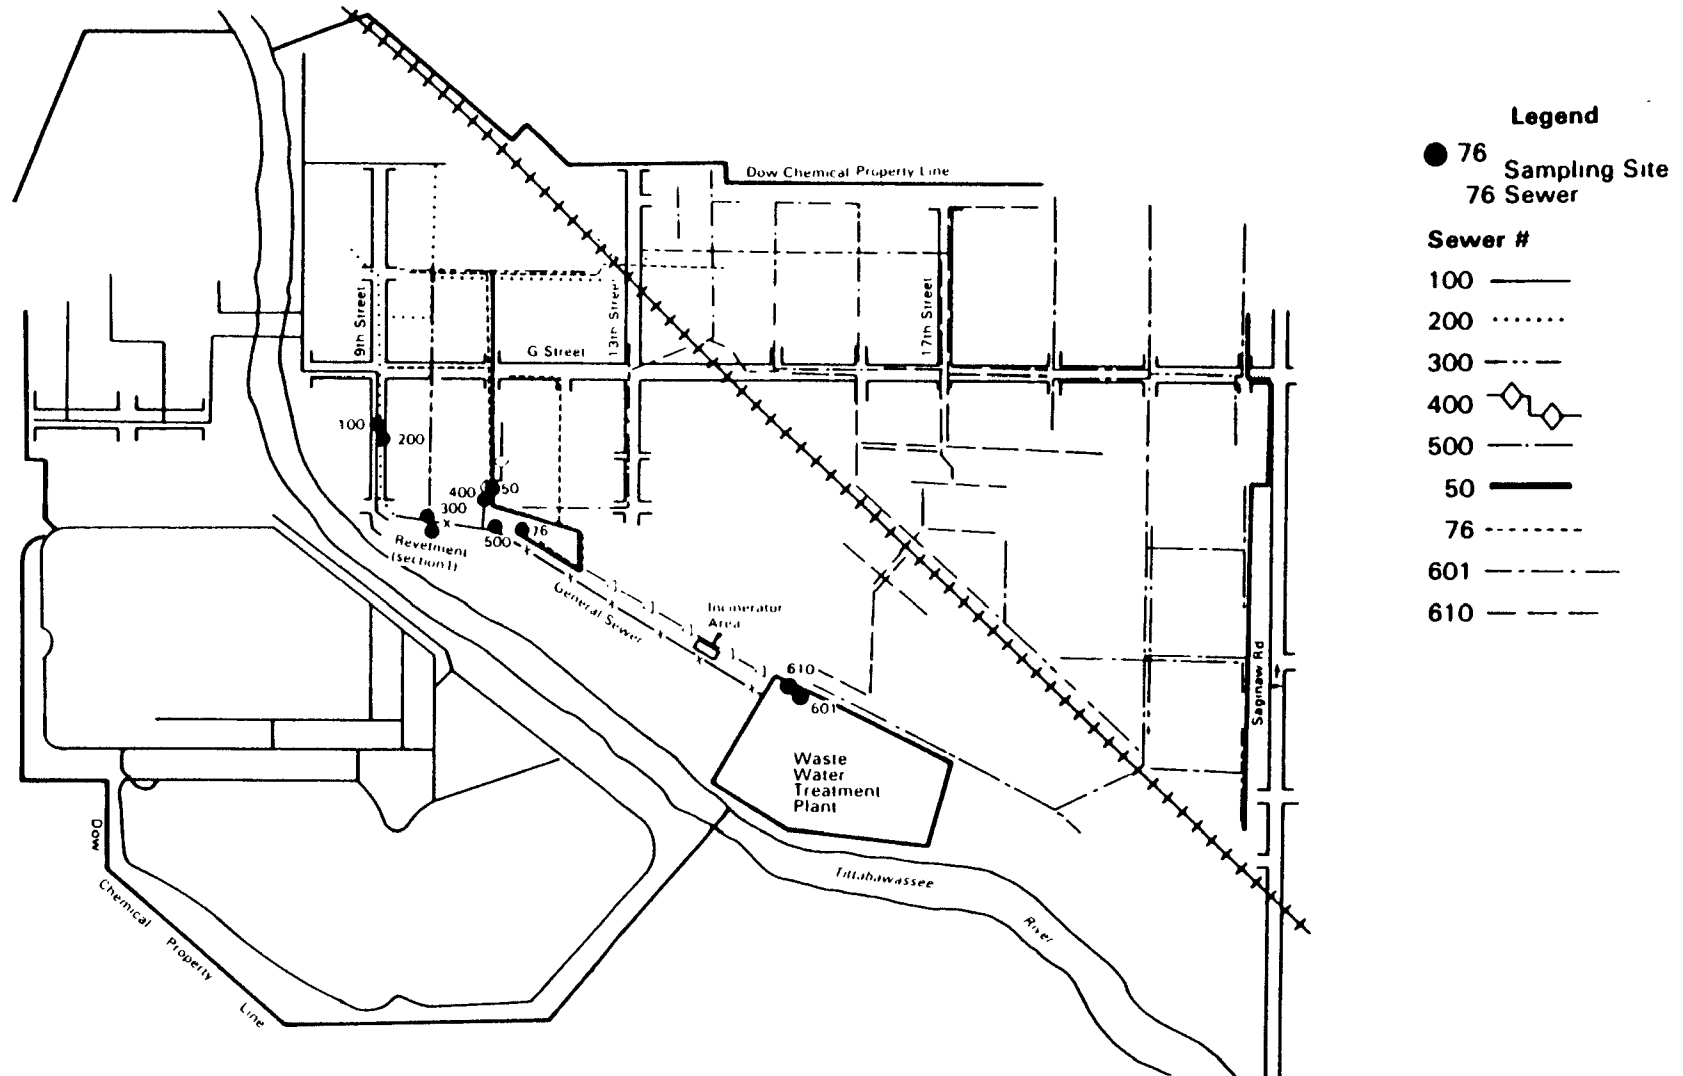 Legend
76
Sampling Site
76 Sewer
Sewer #
100
200
300
400
500
50
76
601
610
Dow Chemical Property Line
9th Street
13th Street
17th Street
G Street
100
200
400
50
300
500
76
Revetment
(section I)
General Sewer
Incinerator
Area
610
601
Saginaw Rd
Waste
Water
Treatment
Plant
Tittabawassee
River
Dow
Chemical
Property
Line